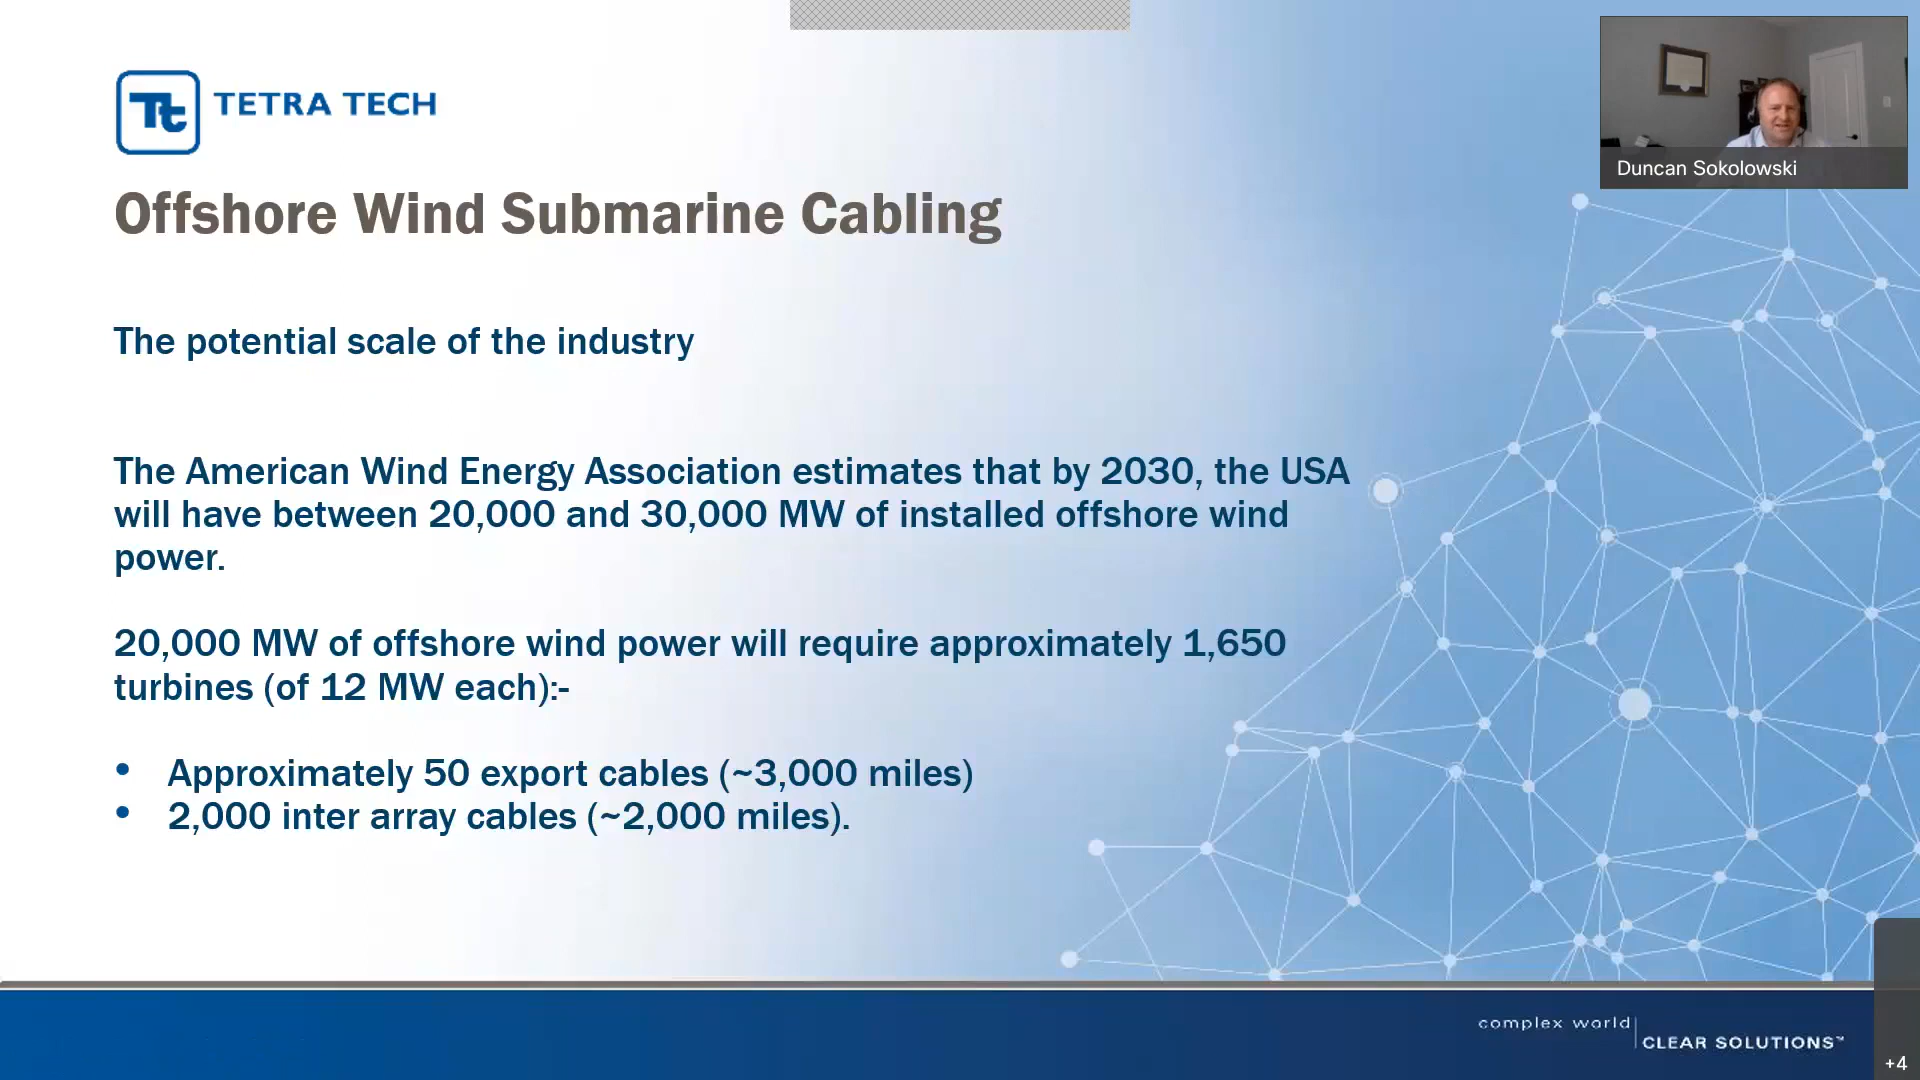 Tt TETRA TECH
Duncan Sokolowski
Offshore Wind Submarine Cabling
The potential scale of the industry
The American Wind Energy Association estimates that by 2030, the USA
will have between 20,000 and 30,000 MW of installed offshore wind
power.
20,000 MW of offshore wind power will require approximately 1,650
turbines (of 12 MW each):-
• Approximately 50 export cables (~3,000 miles)
• 2,000 inter array cables (~2,000 miles).
complex world
CLEAR SOLUTIONS™
+4